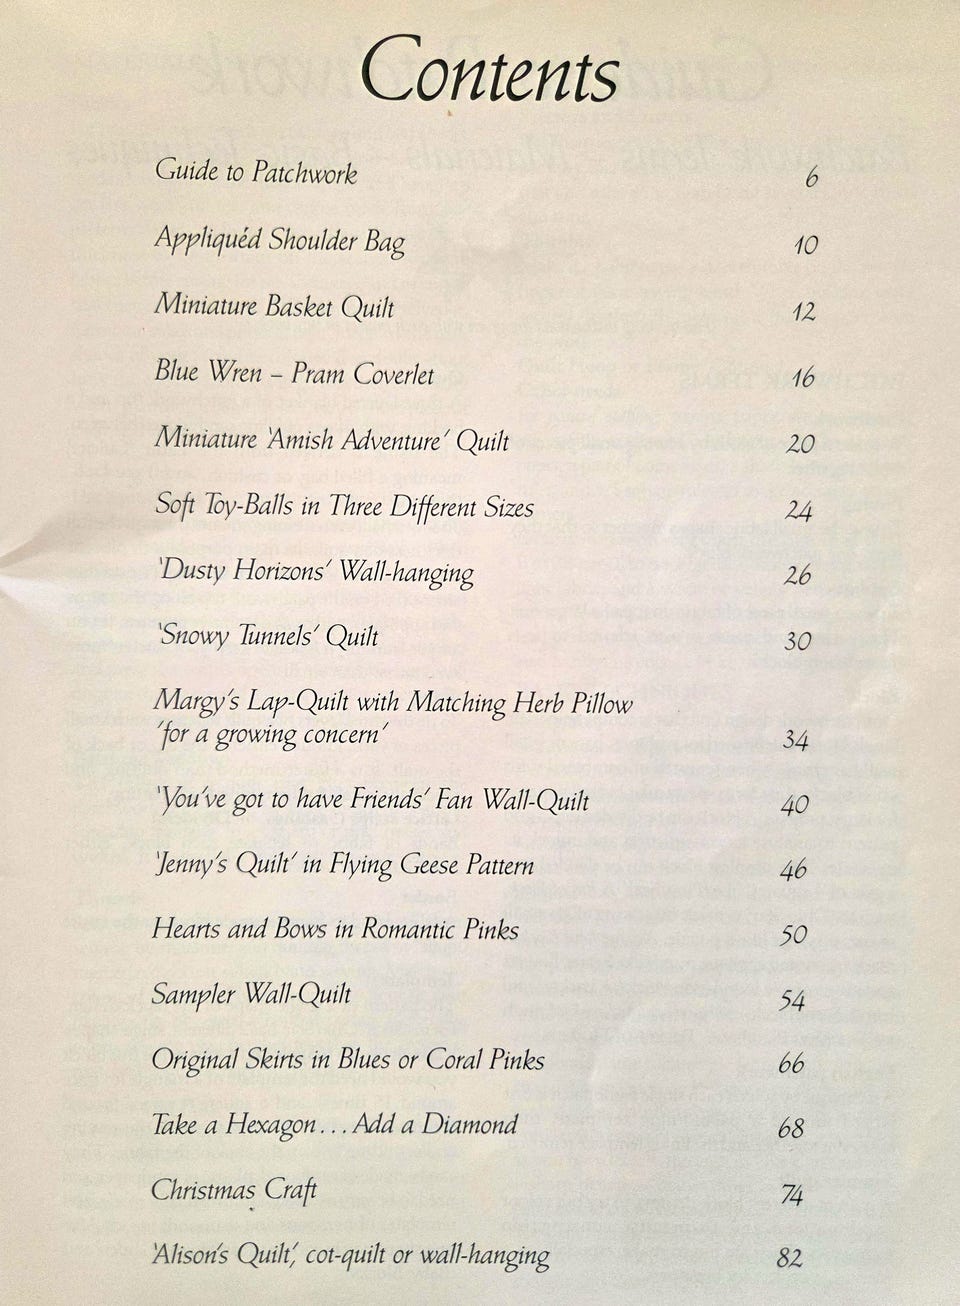 Contents
Guide to Patchwork 6
Appliquéd Shoulder Bag 10
Miniature Basket Quilt 12
Blue Wren – Pram Coverlet 16
Miniature ‘Amish Adventure’ Quilt 20
Soft Toy-Balls in Three Different Sizes 24
‘Dusty Horizons’ Wall-hanging 26
‘Snowy Tunnels’ Quilt 30
Margy’s Lap-Quilt with Matching Herb Pillow
‘for a growing concern’ 34
‘You’ve got to have Friends’ Fan Wall-Quilt 40
‘Jenny’s Quilt’ in Flying Geese Pattern 46
Hearts and Bows in Romantic Pinks 50
Sampler Wall-Quilt 54
Original Skirts in Blues or Coral Pinks 66
Take a Hexagon . . . Add a Diamond 68
Christmas Craft 74
‘Alison’s Quilt’, cot-quilt or wall-hanging 82